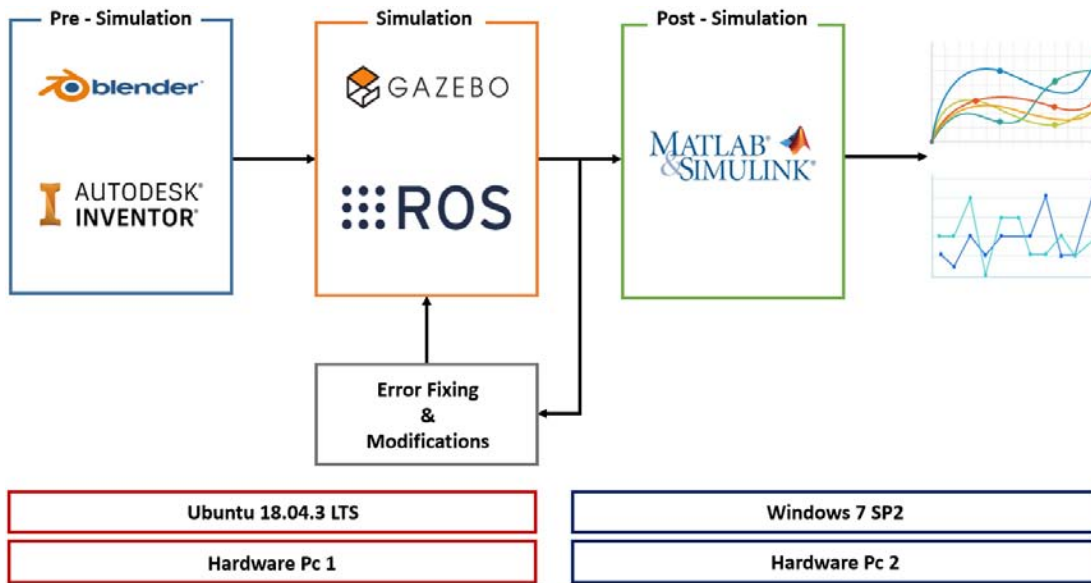 Pre - Simulation
Simulation
Post - Simulation
blender
GAZEBO
MATLAB®
&SIMULINK®
AUTODESK®
INVENTOR®
ROS
Error Fixing
&
Modifications
Ubuntu 18.04.3 LTS
Windows 7 SP2
Hardware Pc 1
Hardware Pc 2